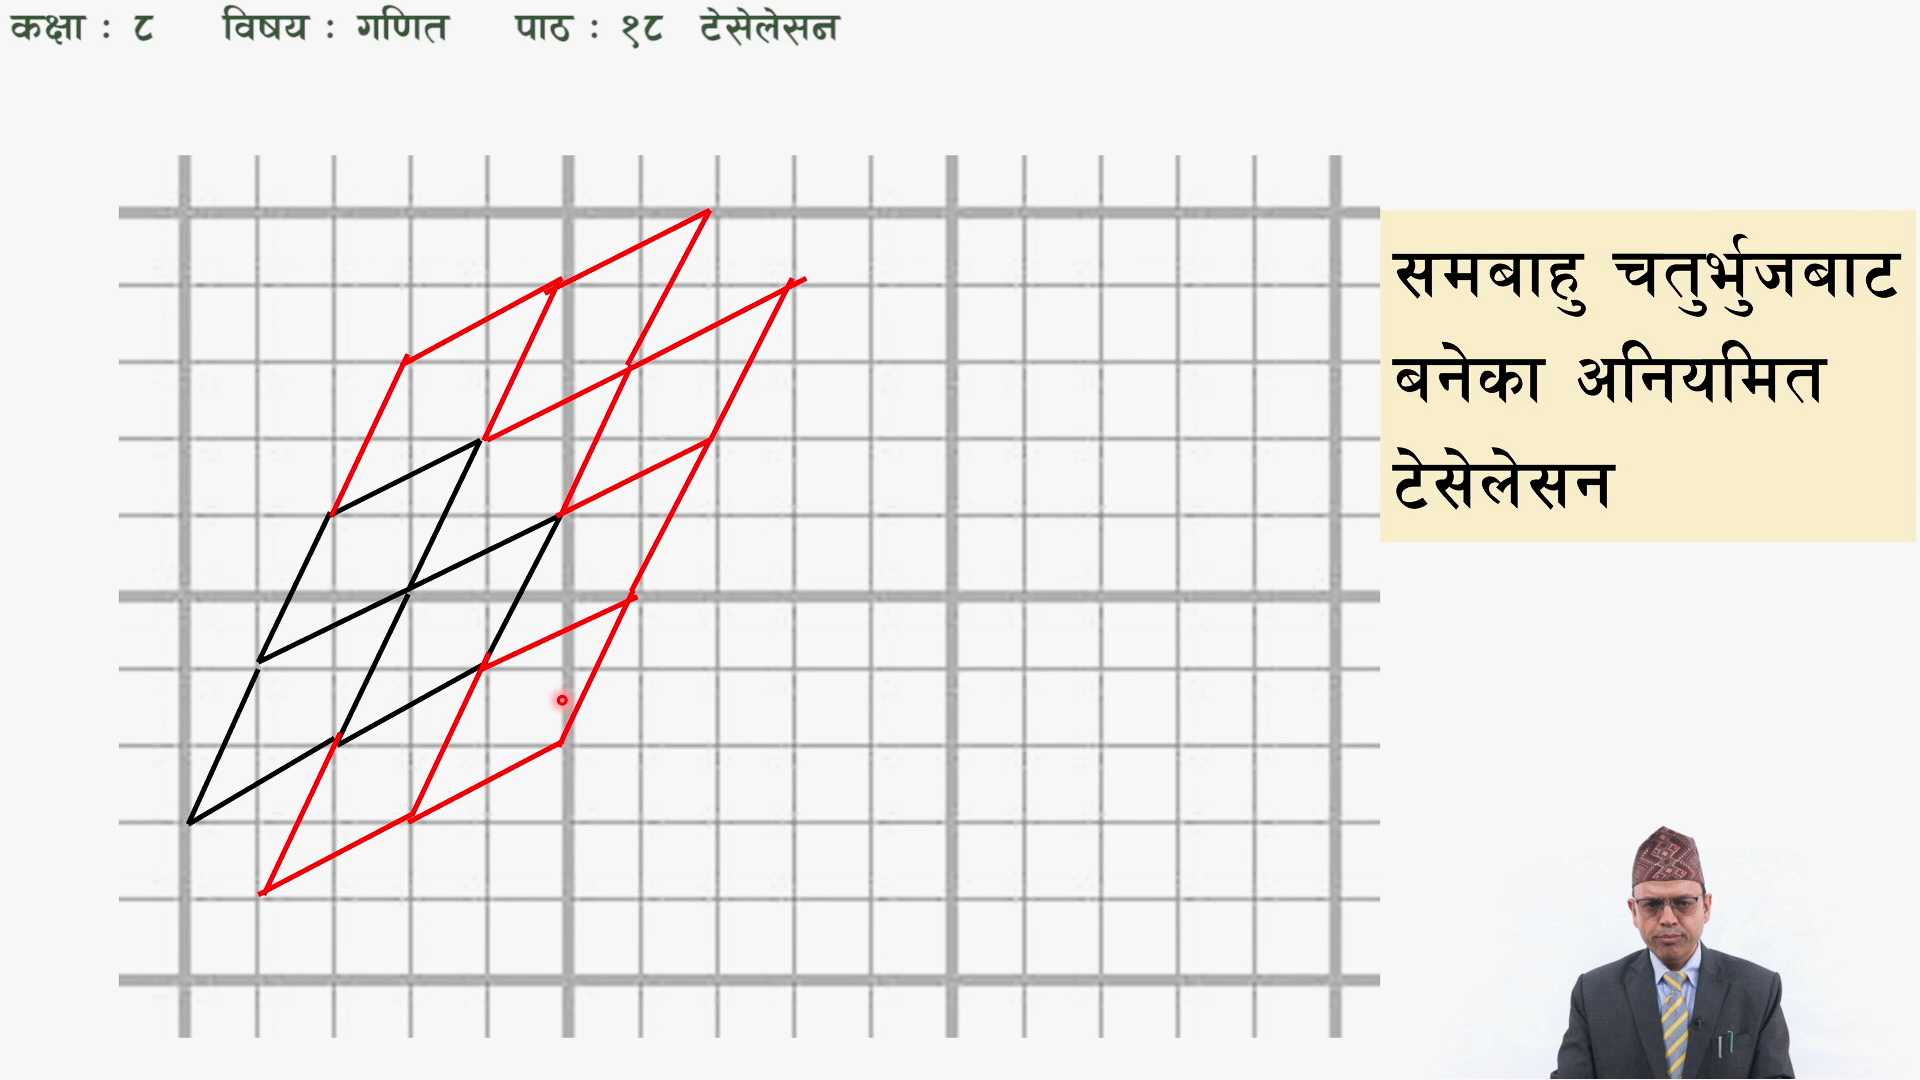 कक्षा : ८ विषय : गणित पाठ : १८ टेसेलेसन
समबाहु चतुर्भुजबाट
बनेका अनियमित
टेसेलेसन